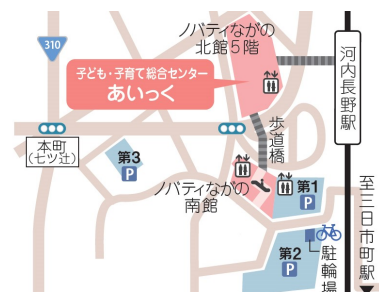 310
ノバティながの
北館5階
子ども・子育て総合センター
あいっく
河内長野駅
歩道橋
本町
(七ツ辻)
第3
P
ノバティながの
南館
第1
P
第2
P
駐輪場
至三日市町駅